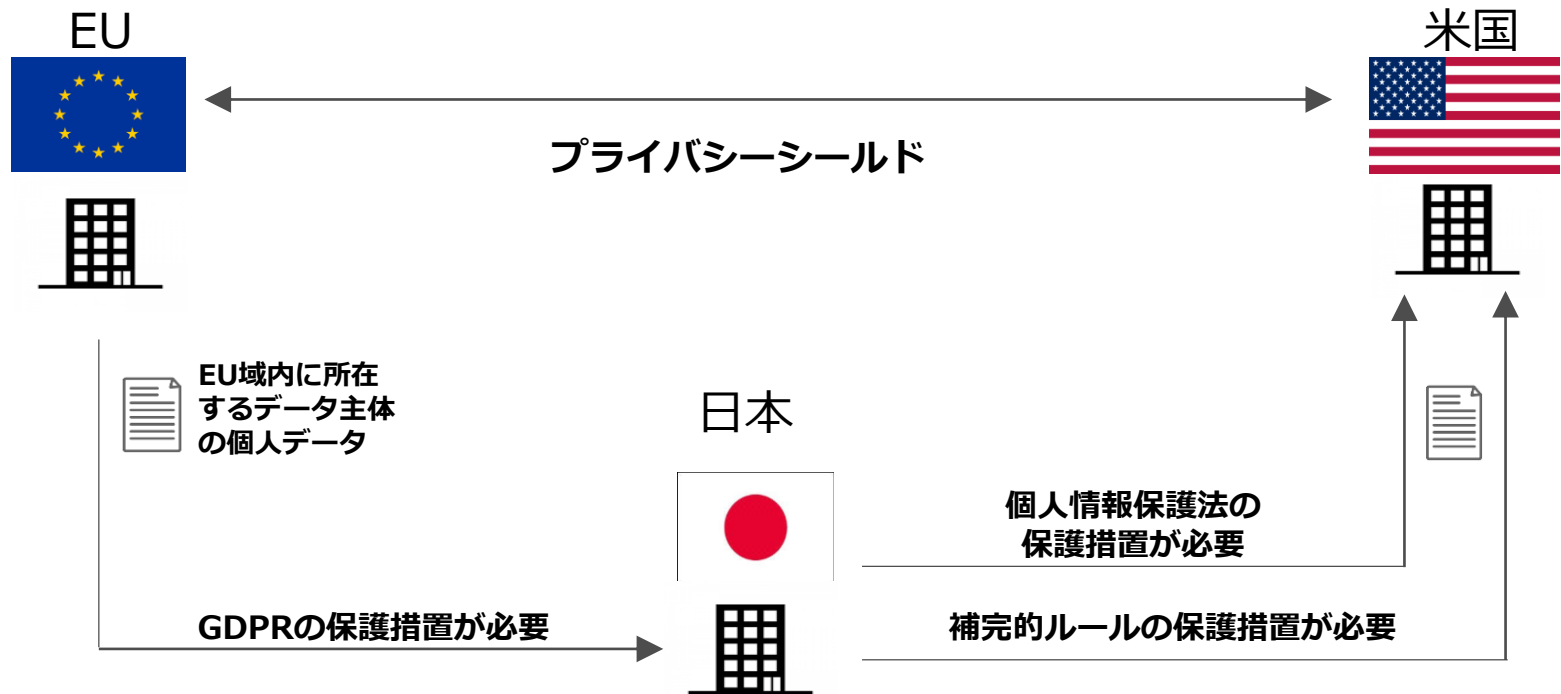 EU
米国
プライバシーシールド
EU域内に所在
するデータ主体
の個人データ
日本
個人情報保護法の
保護措置が必要
GDPRの保護措置が必要
補完的ルールの保護措置が必要